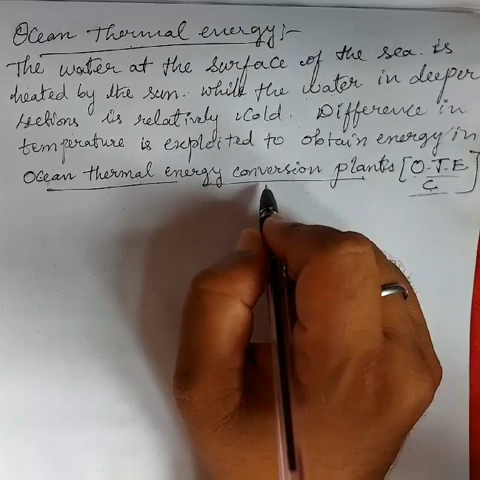 Ocean thermal energy:-
The water at the surface of the sea is
heated by the sun. while the water in deeper
sections is relatively cold. Difference in
temperature is exploited to obtain energy in
Ocean thermal energy conversion plants [O.T.E
C]